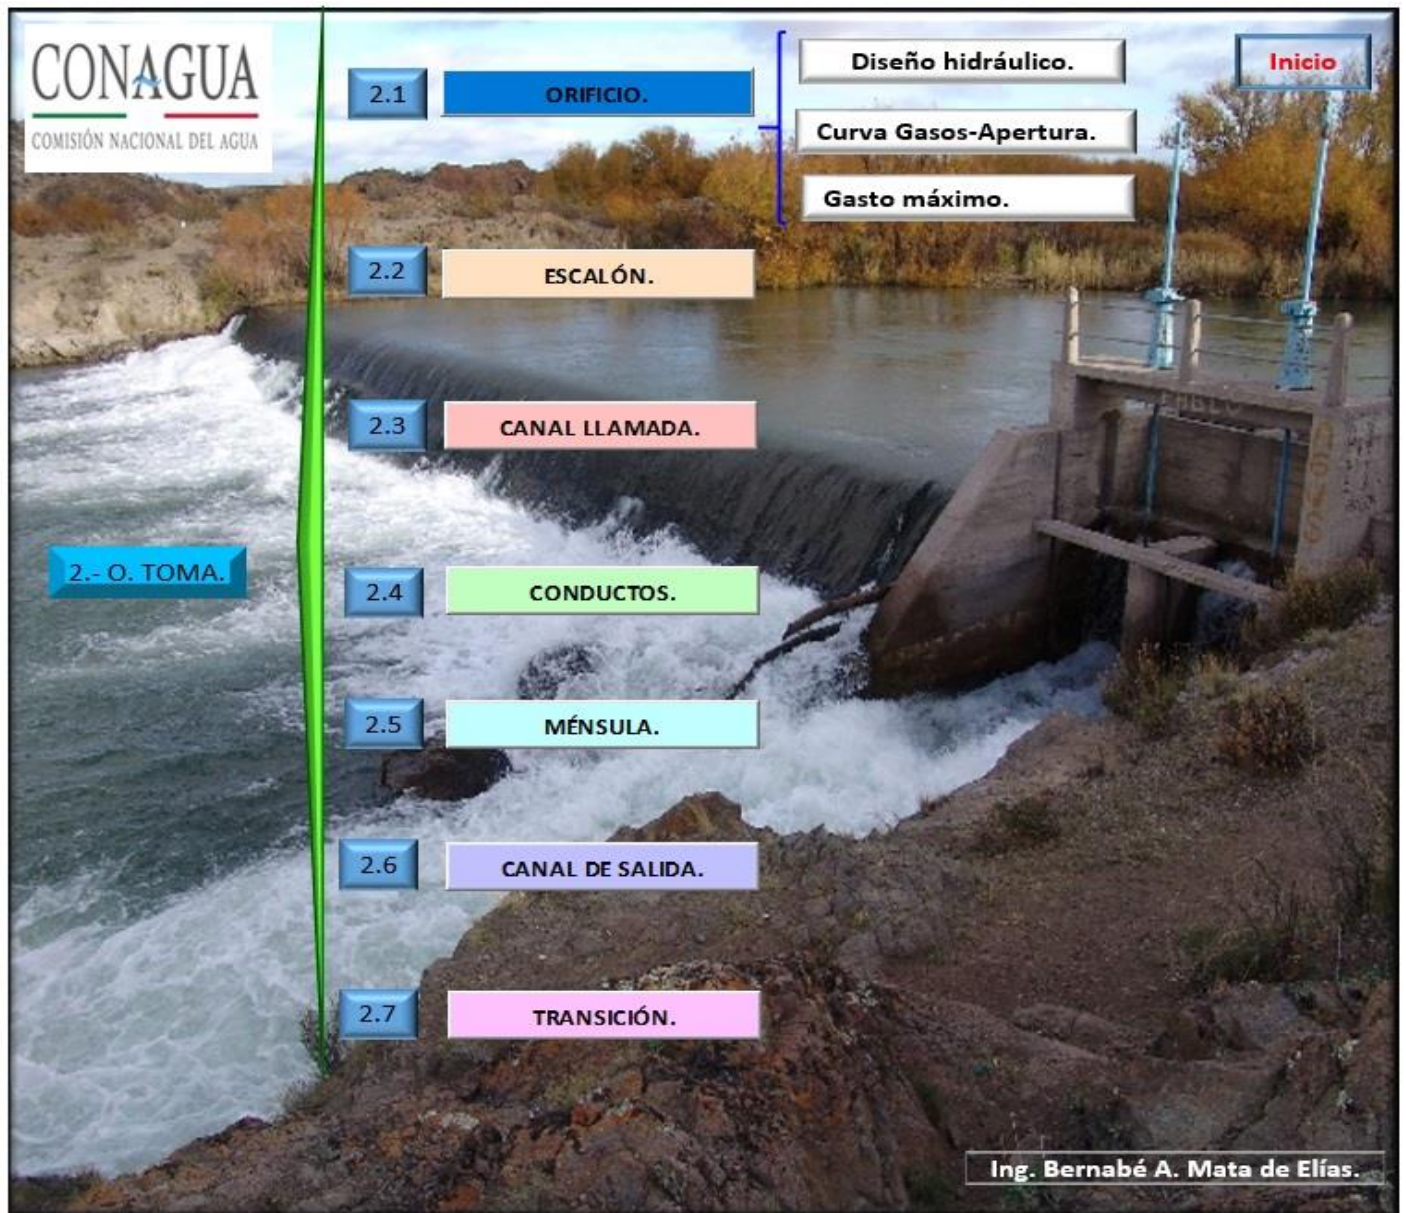 CONAGUA
COMISIÓN NACIONAL DEL AGUA
2.- O. TOMA.
2.1 ORIFICIO.
Diseño hidráulico.
Curva Gasos-Apertura.
Gasto máximo.
Inicio
2.2 ESCALÓN.
2.3 CANAL LLAMADA.
2.4 CONDUCTOS.
2.5 MÉNSULA.
2.6 CANAL DE SALIDA.
2.7 TRANSICIÓN.
Ing. Bernabé A. Mata de Elías.